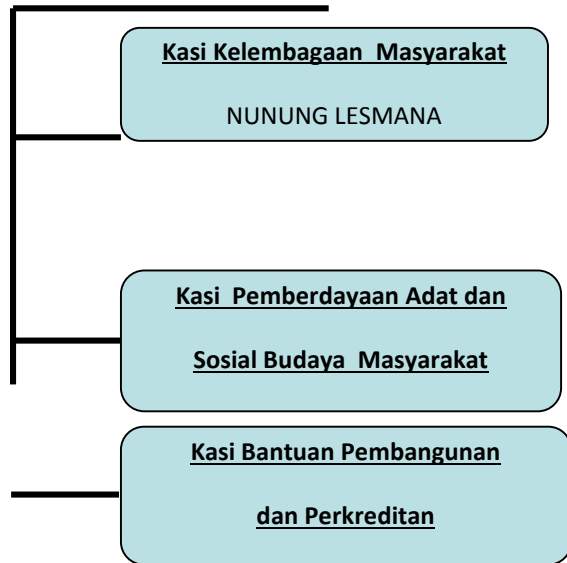 Kasi Kelembagaan Masyarakat
NUNUNG LESMANA
Kasi Pemberdayaan Adat dan
Sosial Budaya Masyarakat
Kasi Bantuan Pembangunan
dan Perkreditan